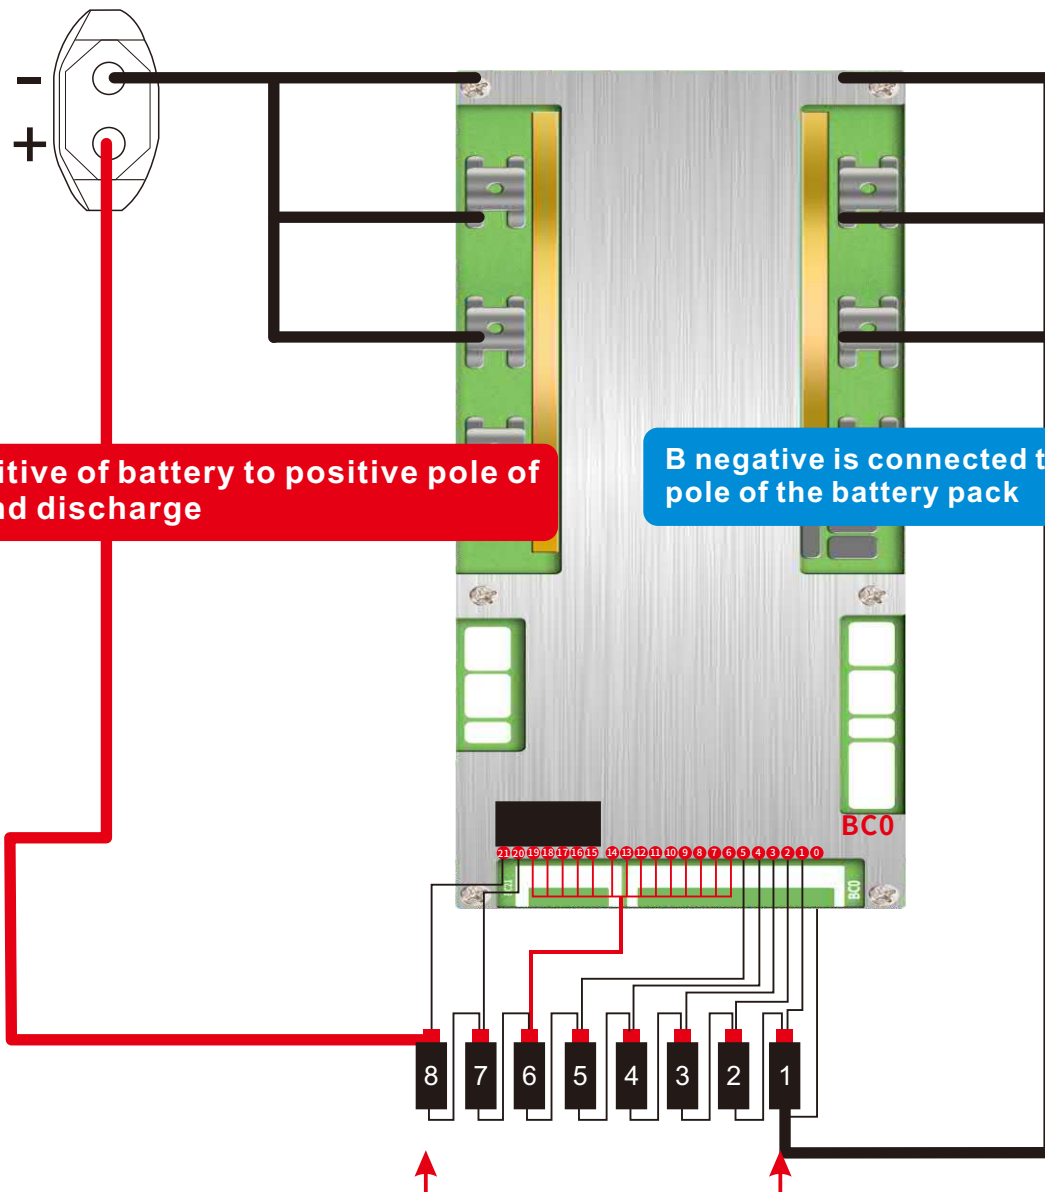 -
+
itive of battery to positive pole of
nd discharge
B negative is connected t
pole of the battery pack
BC0
21 20 19 18 17 16 15 14 13 12 11 10 9 8 7 6 5 4 3 2 1 0
BC0
8 7 6 5 4 3 2 1